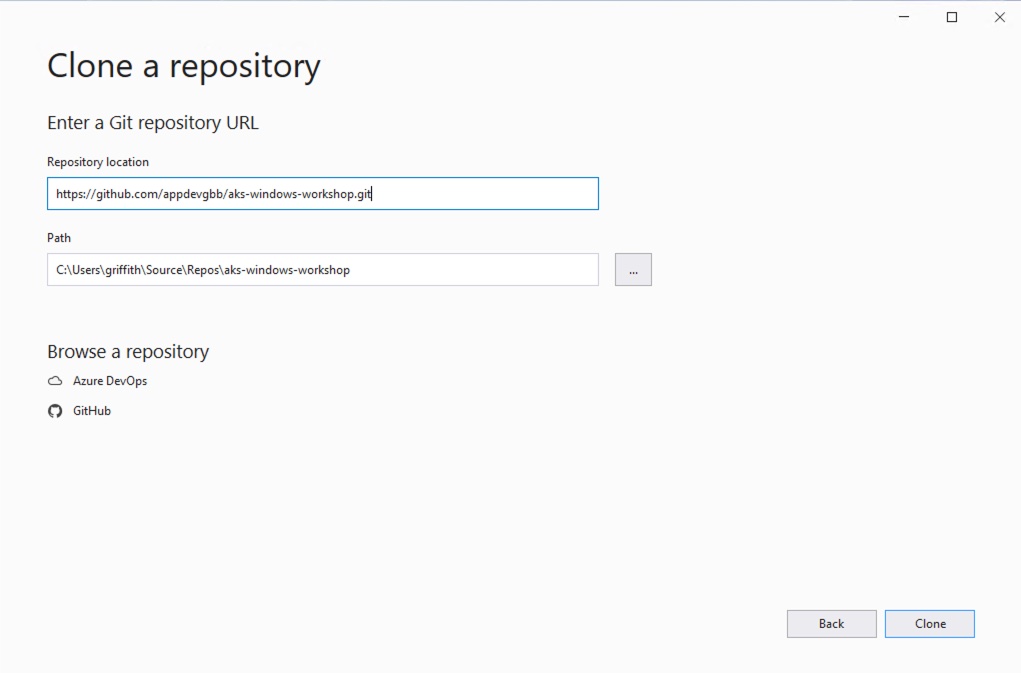 Clone a repository
Enter a Git repository URL
Repository location
https://github.com/appdevgbb/aks-windows-workshop.git
Path
C:\Users\griffith\Source\Repos\aks-windows-workshop
...
Browse a repository
Azure DevOps
GitHub
Back
Clone